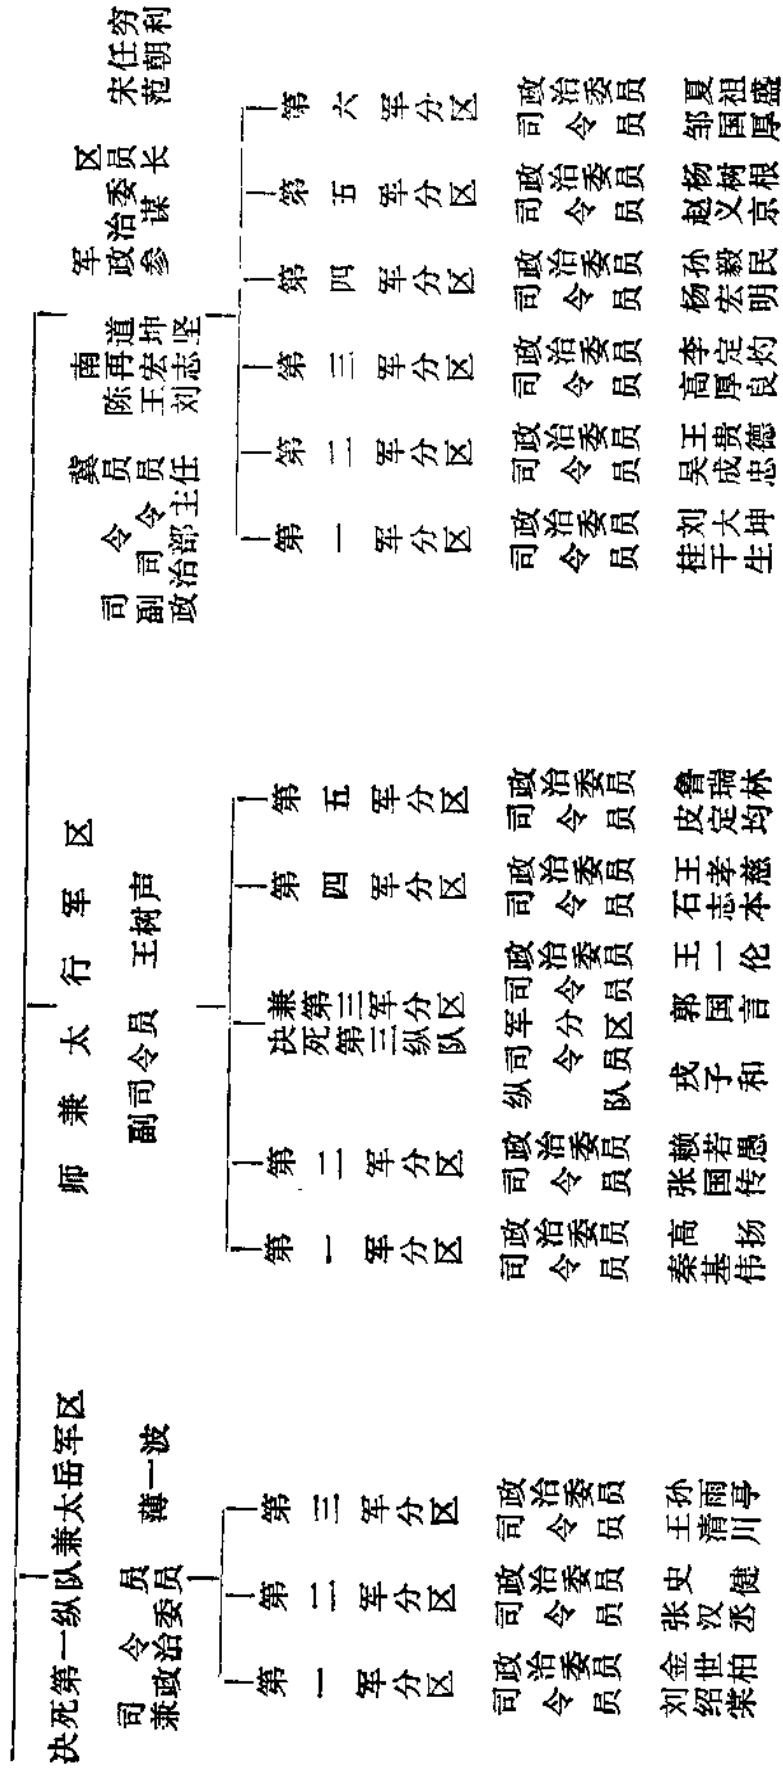 决死第一纵队兼太岳军区
司令员
兼政治委员 薄一波
第一军分区
司令员 刘绍棠
政治委员 金世柏
第二军分区
司令员 张汉丞
政治委员 史健
第三军分区
司令员 王清川
政治委员 孙雨亭
师兼太行军区
副司令员 王树声
第一军分区
司令员 秦基伟
政治委员 高扬
第二军分区
司令员 张国传
政治委员 赖若愚
决死第三纵队
兼第三军分区
纵队司令员 戎子和
军分区司令员 郭国言
政治委员 王一伦
第四军分区
司令员 石志本
政治委员 王孝慈
第五军分区
司令员 皮定均
政治委员 鲁瑞林
冀南军区
司令员 陈再道 政治委员 宋任穷
副司令员 王宏坤 参谋长 范朝利
政治部主任 刘志坚
第一军分区
司令员 桂干生
政治委员 刘大坤
第二军分区
司令员 吴成忠
政治委员 王贵德
第三军分区
司令员 高厚良
政治委员 李定灼
第四军分区
司令员 杨宏明
政治委员 孙毅民
第五军分区
司令员 赵义京
政治委员 杨树根
第六军分区
司令员 邹国厚
政治委员 夏祖盛